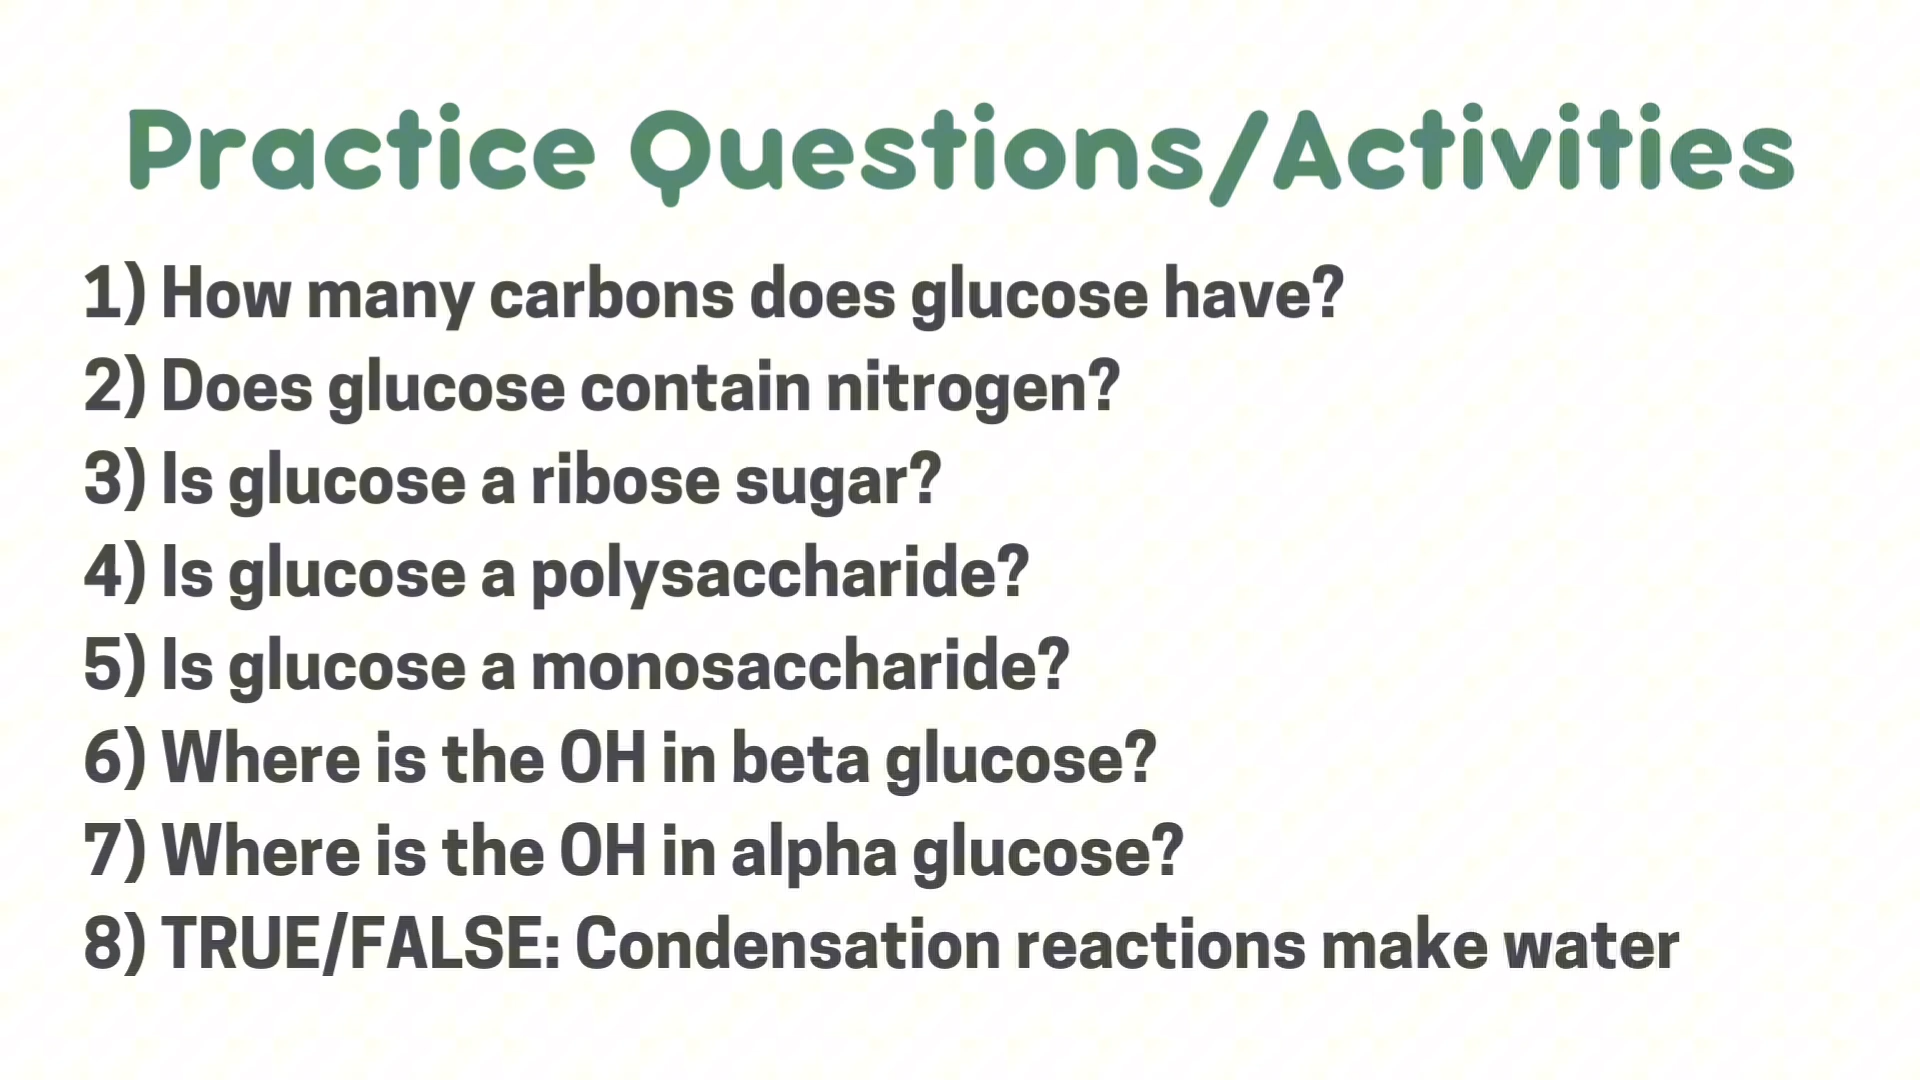 Practice Questions/Activities
1) How many carbons does glucose have?
2) Does glucose contain nitrogen?
3) Is glucose a ribose sugar?
4) Is glucose a polysaccharide?
5) Is glucose a monosaccharide?
6) Where is the OH in beta glucose?
7) Where is the OH in alpha glucose?
8) TRUE/FALSE: Condensation reactions make water